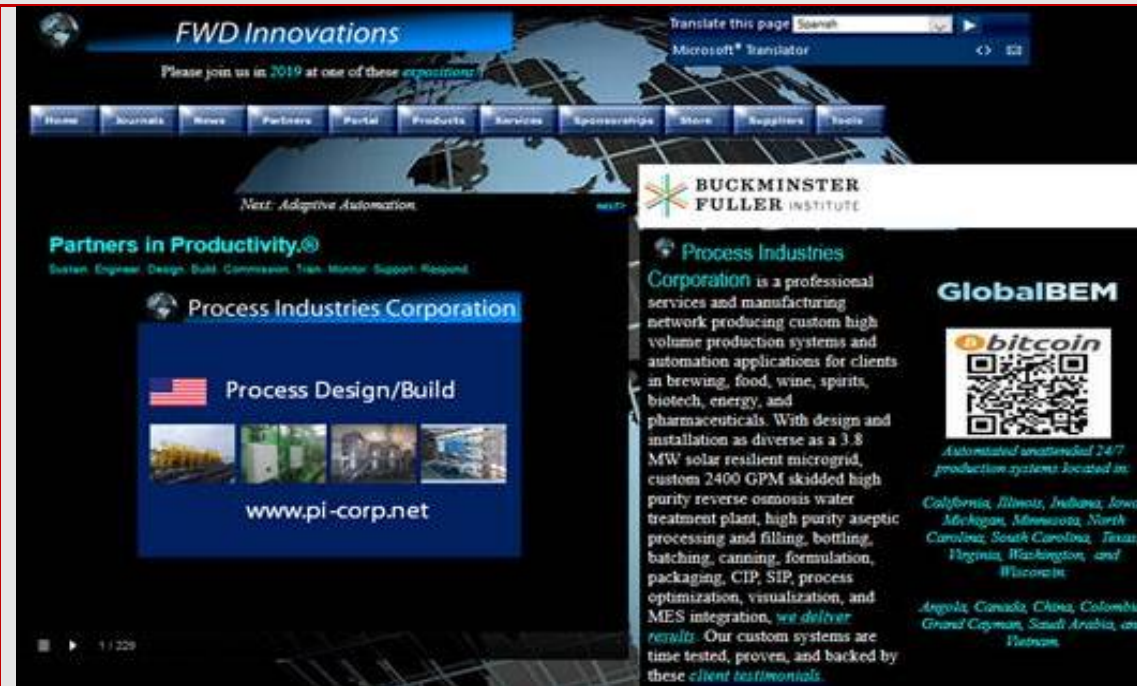 FWD Innovations
Translate this page Spanish
Microsoft® Translator
Please join us in 2019 at one of these expositions
Home Journals News Partners Portal Products Services Sponsorships Store Suppliers Tools
Next: Adaptive Automation.
next>
Partners in Productivity.®
Sustain. Engineer. Design. Build. Commission. Train. Monitor. Support. Respond.
Process Industries Corporation
Process Design/Build
www.pi-corp.net
1 / 229
BUCKMINSTER
FULLER INSTITUTE
Process Industries
Corporation is a professional
services and manufacturing
network producing custom high
volume production systems and
automation applications for clients
in brewing, food, wine, spirits,
biotech, energy, and
pharmaceuticals. With design and
installation as diverse as a 3.8
MW solar resilient microgrid,
custom 2400 GPM skidded high
purity reverse osmosis water
treatment plant, high purity aseptic
processing and filling, bottling,
batching, canning, formulation,
packaging, CIP, SIP, process
optimization, visualization, and
MES integration, we deliver
results. Our custom systems are
time tested, proven, and backed by
these client testimonials.
GlobalBEM
bitcoin
Automated unattended 24/7
production systems located in:
California, Illinois, Indiana, Iowa
Michigan, Minnesota, North
Carolina, South Carolina, Texas
Virginia, Washington, and
Wisconsin
Angola, Canada, China, Colombia
Grand Cayman, Saudi Arabia, and
Vietnam.